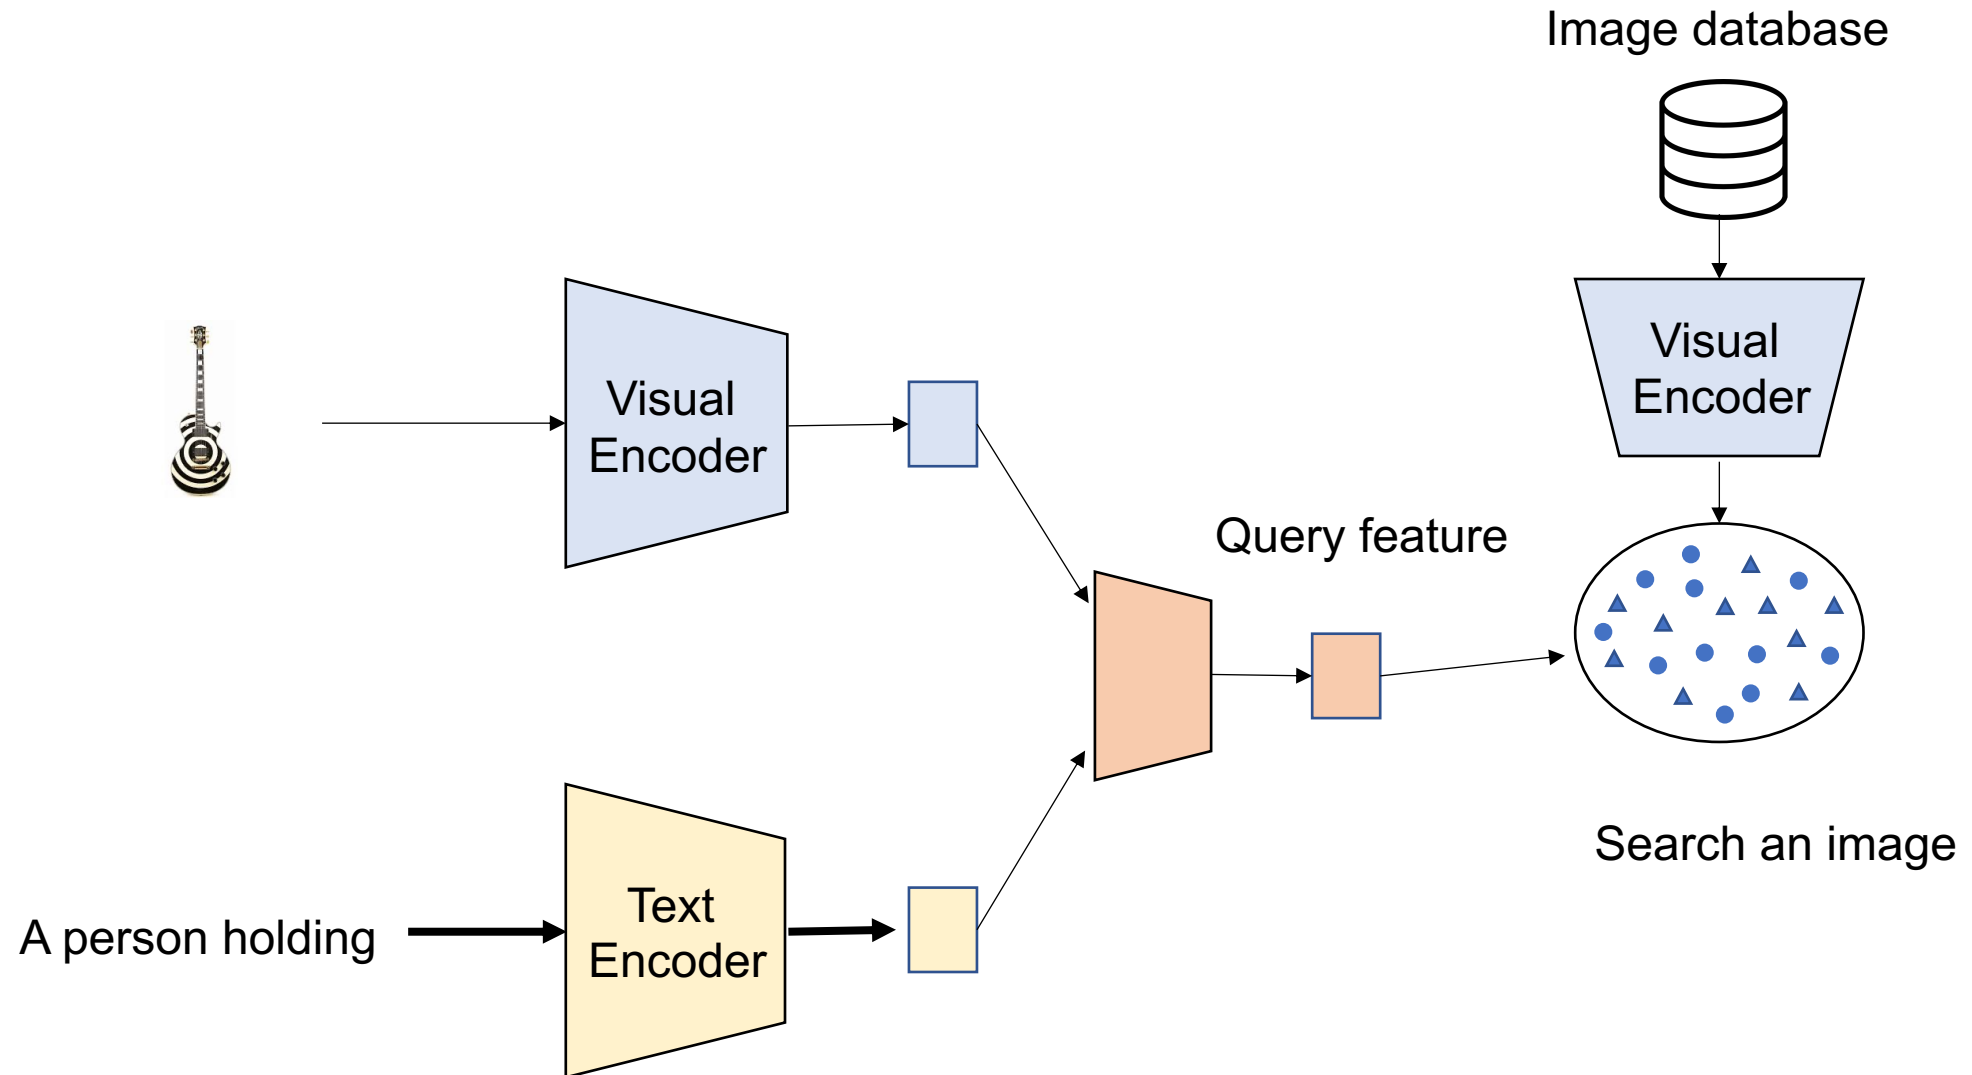 Image database
Visual
Encoder
Visual
Encoder
Query feature
Search an image
A person holding
Text
Encoder